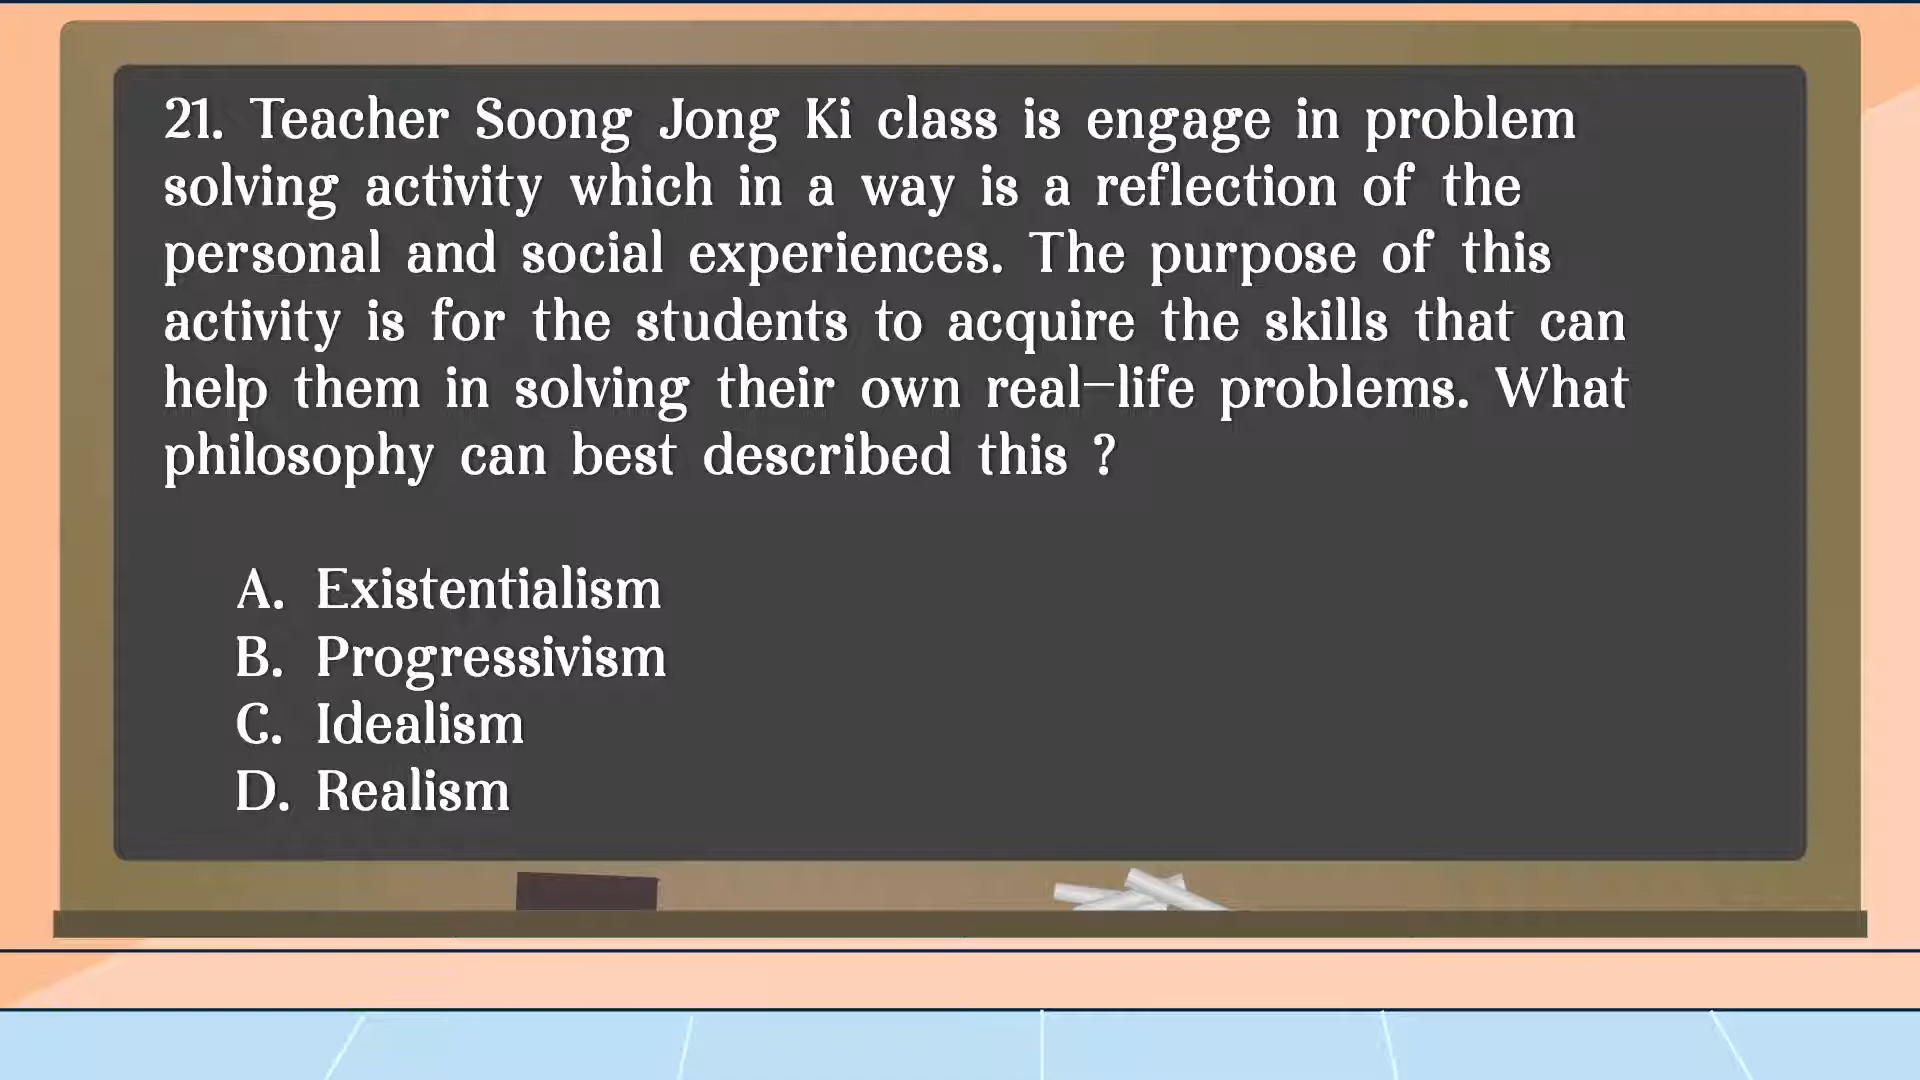 21. Teacher Soong Jong Ki class is engage in problem
solving activity which in a way is a reflection of the
personal and social experiences. The purpose of this
activity is for the students to acquire the skills that can
help them in solving their own real-life problems. What
philosophy can best described this ?
A. Existentialism
B. Progressivism
C. Idealism
D. Realism